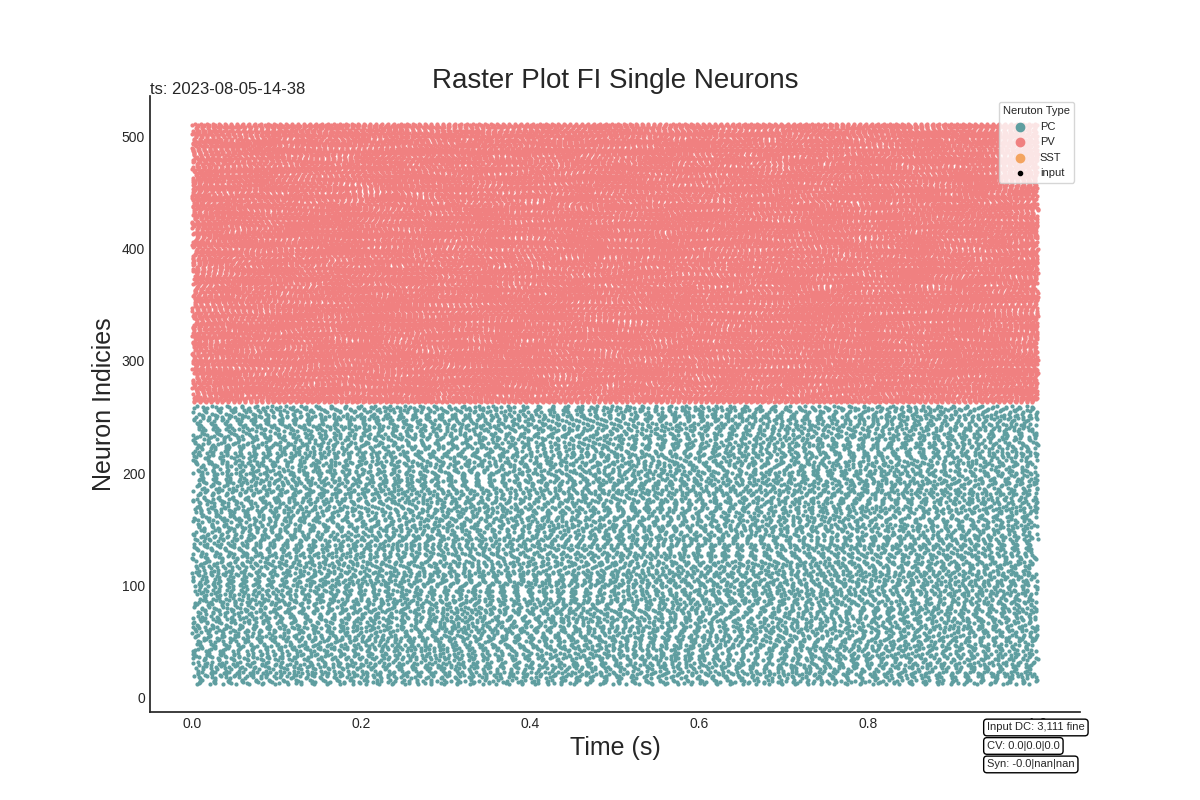 Raster Plot FI Single Neurons
ts: 2023-08-05-14-38
Neruton Type
PC
PV
SST
input
Neuron Indicies
500
400
300
200
100
0
0.0 0.2 0.4 0.6 0.8
Time (s)
Input DC: 3,111 fine
CV: 0.0|0.0|0.0
Syn: -0.0|nan|nan